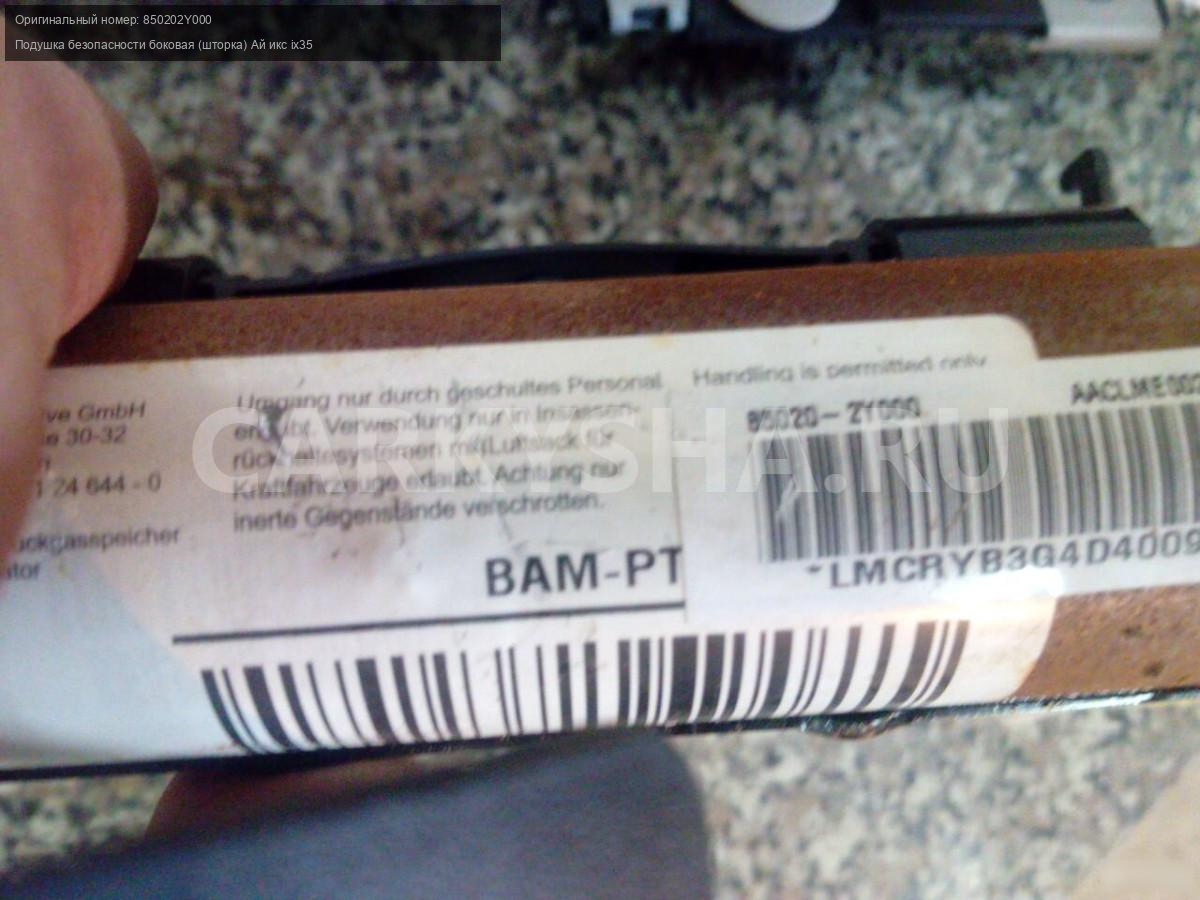 Оригинальный номер: 850202Y000
Подушка безопасности боковая (шторка) Ай икс ix35
ive GmbH
e 30-32
1 24 644 - 0
uckgasspeicher
ator
Umgang nur durch geschultes Personal
erlaubt. Verwendung nur in Insassen-
rückhaltesystemen mit Luftsack für
Kraftfahrzeuge erlaubt. Achtung nur
inerte Gegenstände verschrotten.
BAM-PT
Handling is permitted only
85020-2Y000
AACLME00
*LMCRYB3G4D4009
CARVSHA.RU